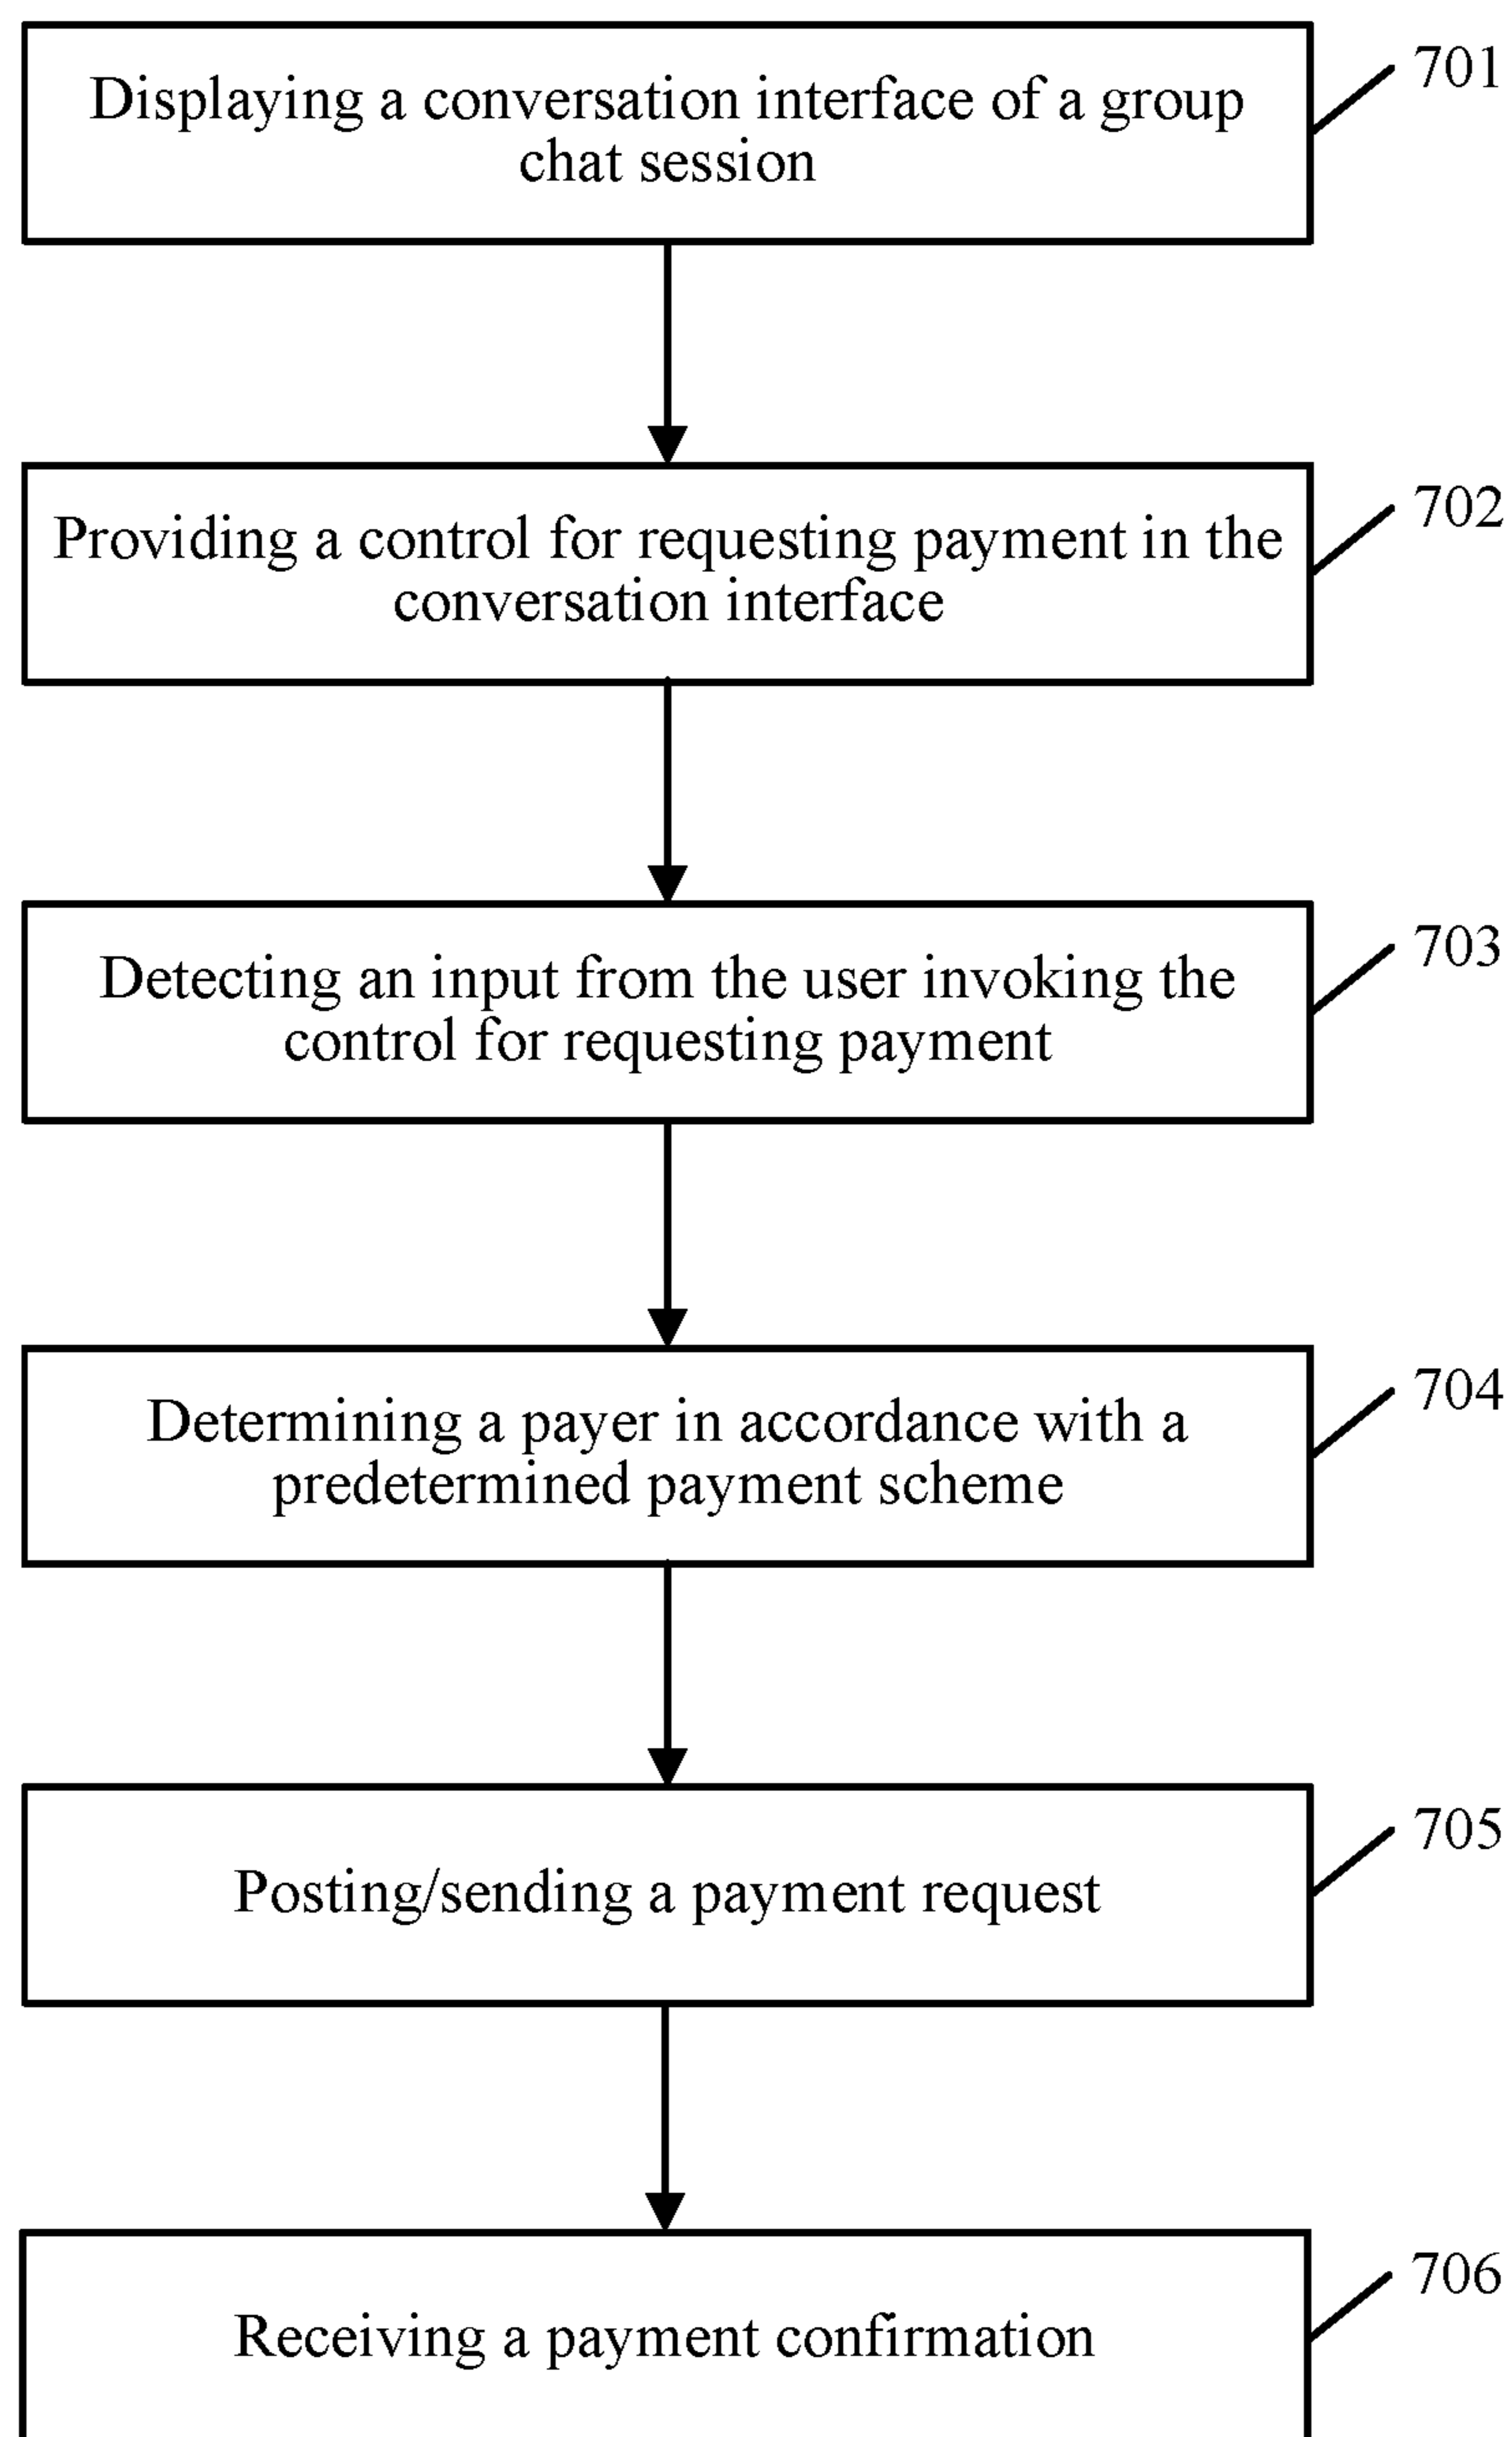 Displaying a conversation interface of a group
chat session
701
Providing a control for requesting payment in the
conversation interface
702
Detecting an input from the user invoking the
control for requesting payment
703
Determining a payer in accordance with a
predetermined payment scheme
704
Posting/sending a payment request
705
Receiving a payment confirmation
706